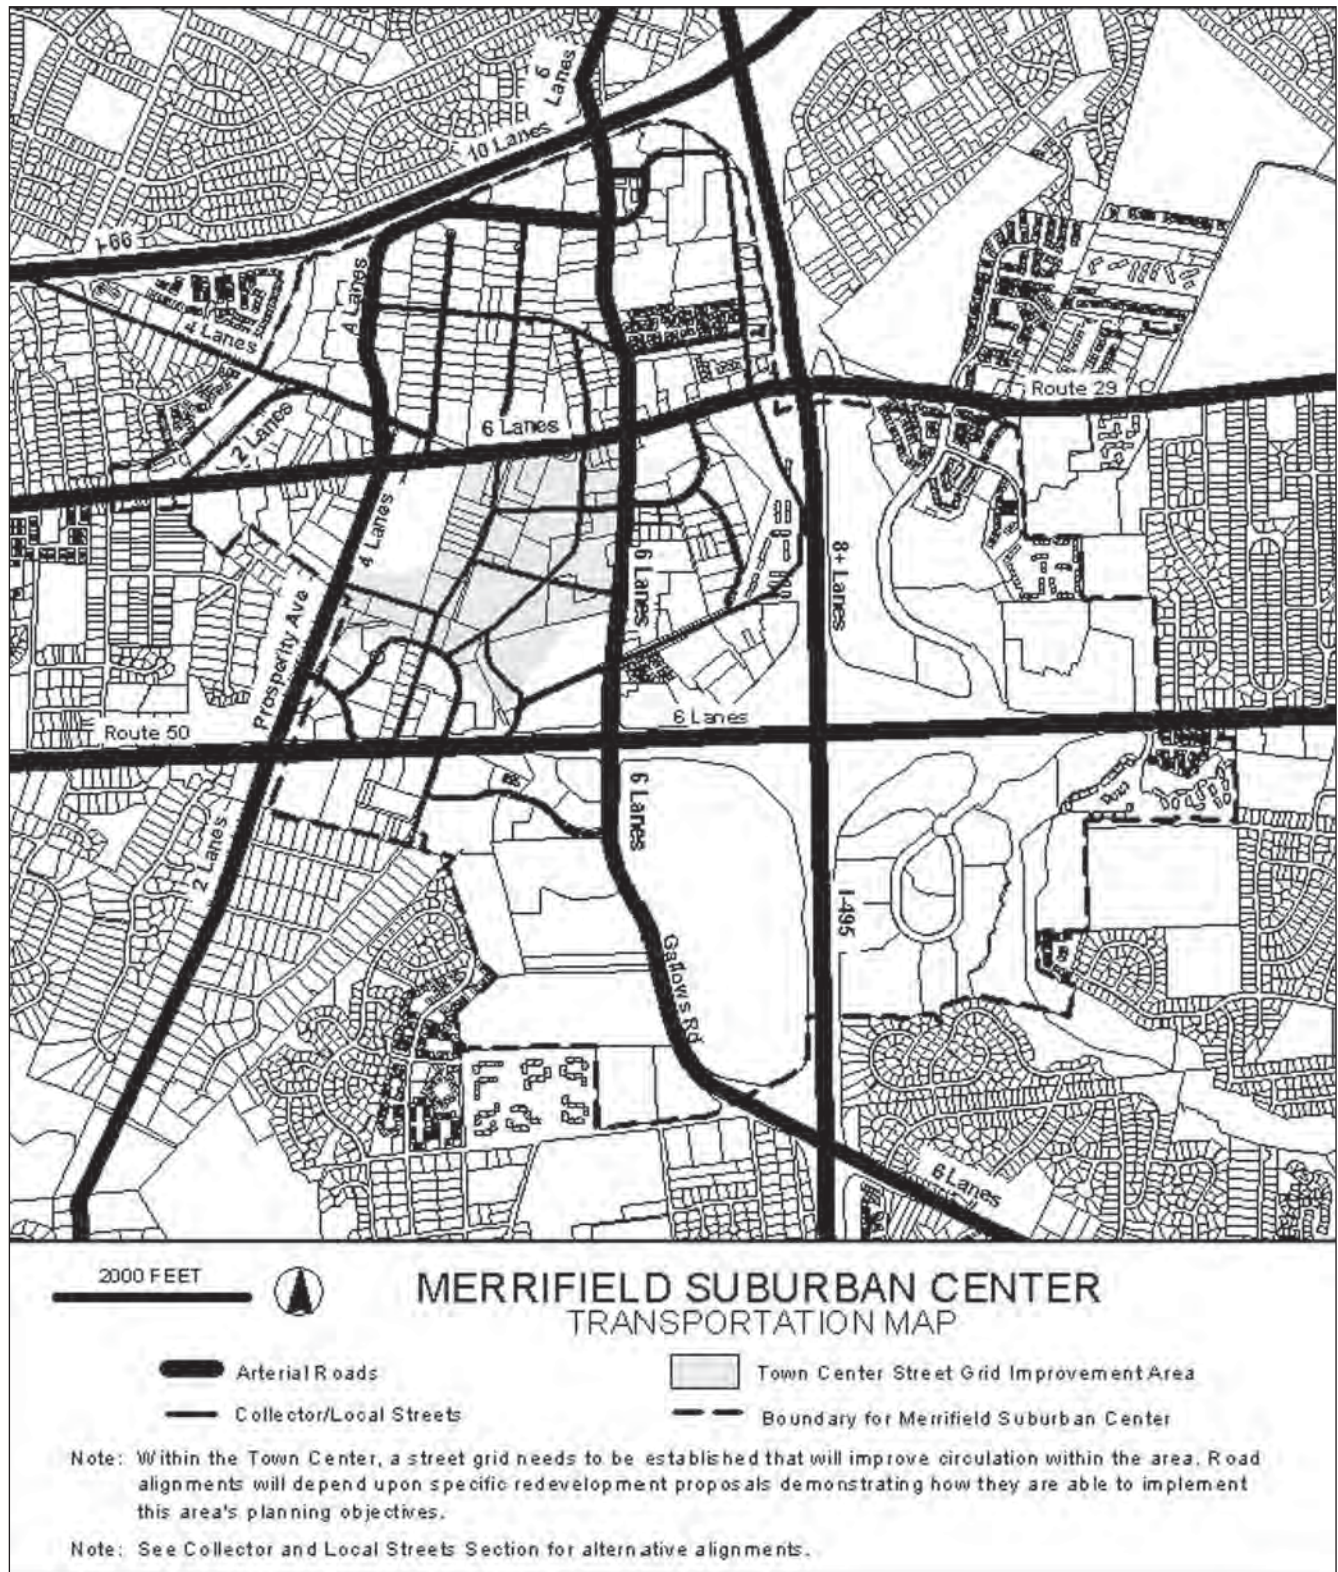 6
Lanes
10 Lanes
I-66
4 Lanes
4 Lanes
2 Lanes
6 Lanes
Route 29
4 Lanes
6 Lanes
8+ Lanes
Prosperity Ave
Route 50
6 Lanes
6 Lanes
2 Lanes
I-495
Gallows Rd
6 Lanes
2000 FEET
MERRIFIELD SUBURBAN CENTER
TRANSPORTATION MAP
Arterial Roads
Town Center Street Grid Improvement Area
Collector/Local Streets
Boundary for Merrifield Suburban Center
Note: Within the Town Center, a street grid needs to be established that will improve circulation within the area. Road
alignments will depend upon specific redevelopment proposals demonstrating how they are able to implement
this area's planning objectives.
Note: See Collector and Local Streets Section for alternative alignments.